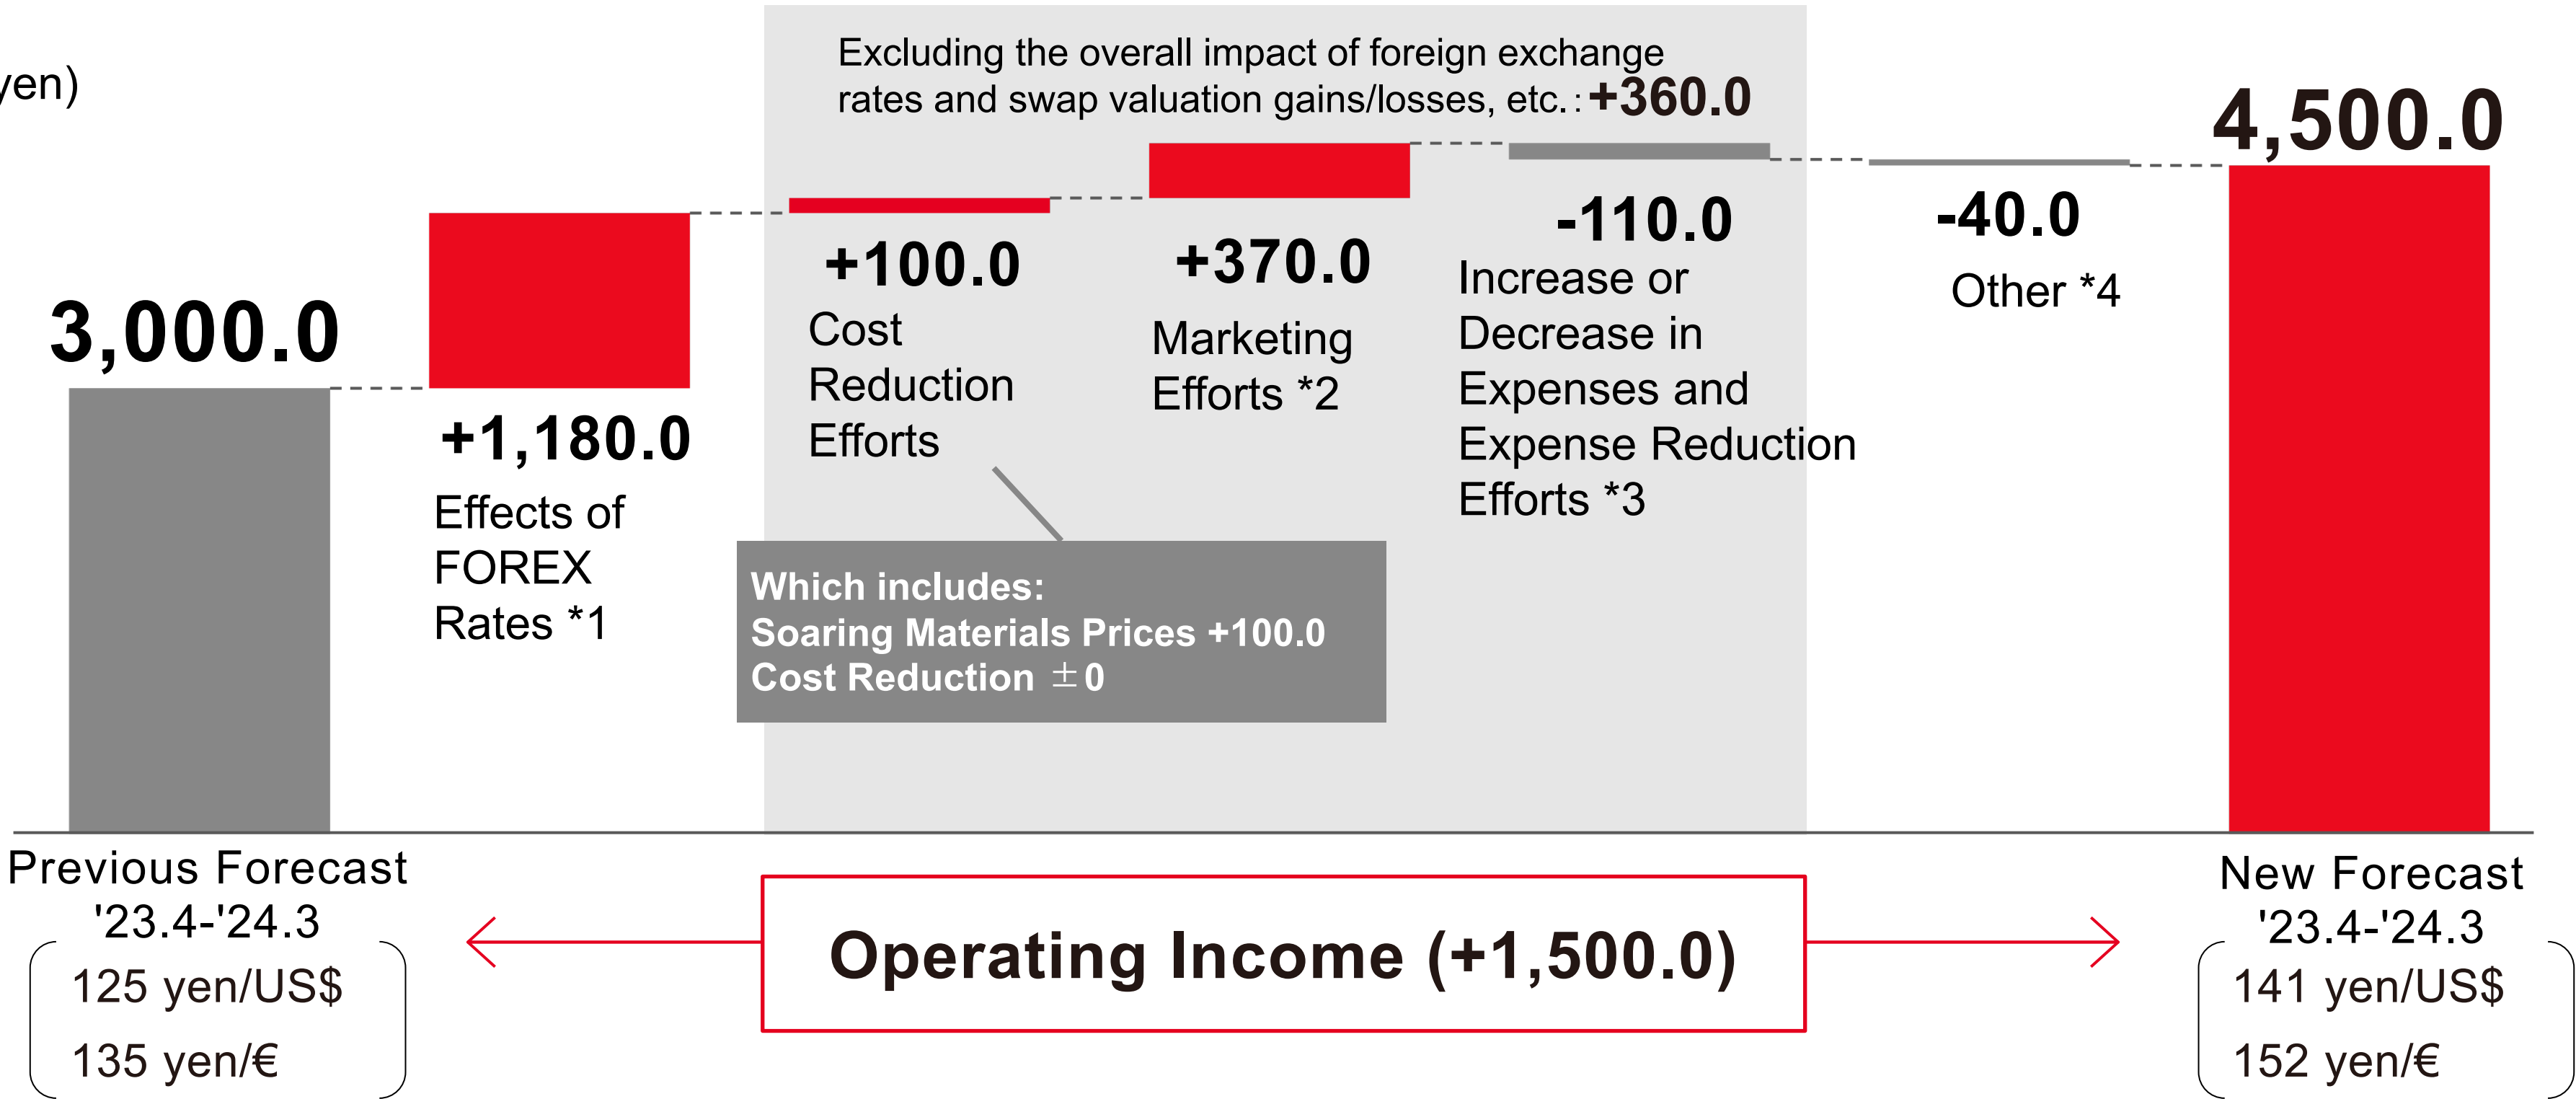 yen)
Excluding the overall impact of foreign exchange
rates and swap valuation gains/losses, etc.: +360.0
3,000.0
+1,180.0
Effects of
FOREX
Rates *1
+100.0
Cost
Reduction
Efforts
Which includes:
Soaring Materials Prices +100.0
Cost Reduction ±0
+370.0
Marketing
Efforts *2
-110.0
Increase or
Decrease in
Expenses and
Expense Reduction
Efforts *3
-40.0
Other *4
4,500.0
Previous Forecast
'23.4-'24.3
125 yen/US$
135 yen/€
Operating Income (+1,500.0)
New Forecast
'23.4-'24.3
141 yen/US$
152 yen/€